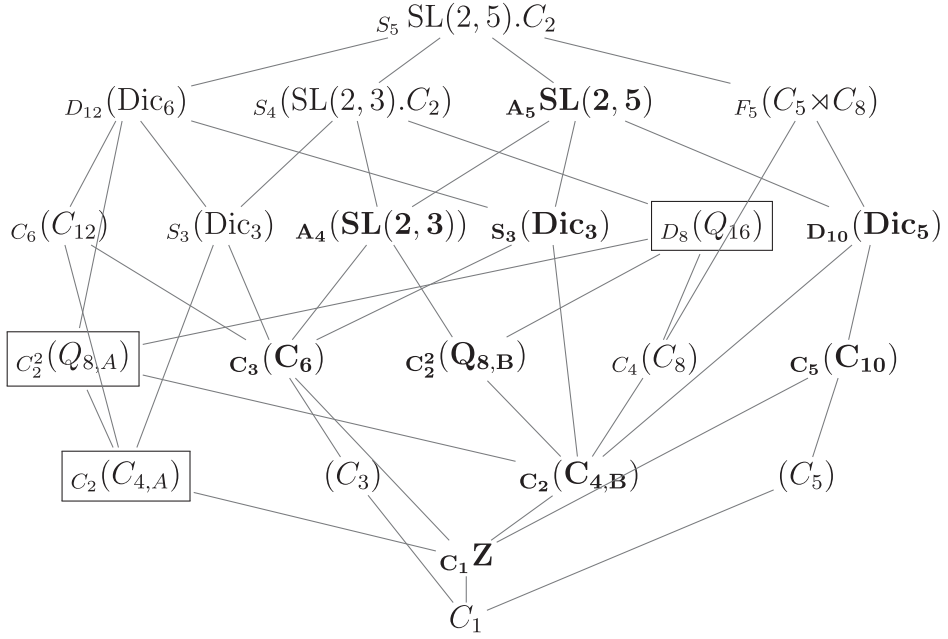 S₅ SL(2, 5).C₂
D₁₂(Dic₆) S₄(SL(2, 3).C₂) A₅SL(2, 5) F₅(C₅⋊C₈)
C₆(C₁₂) S₃(Dic₃) A₄(SL(2, 3)) S₃(Dic₃) D₈(Q₁₆) D₁₀(Dic₅)
C₂²(Q₈,A) C₃(C₆) C₂²(Q₈,B) C₄(C₈) C₅(C₁₀)
C₂(C₄,A) (C₃) C₂(C₄,B) (C₅)
C₁Z
C₁